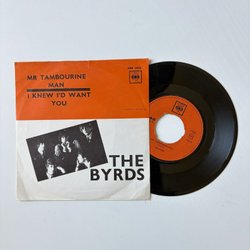 MR TAMBOURINE
MAN
I KNEW I'D WANT
YOU
CBS
THE
BYRDS
CBS